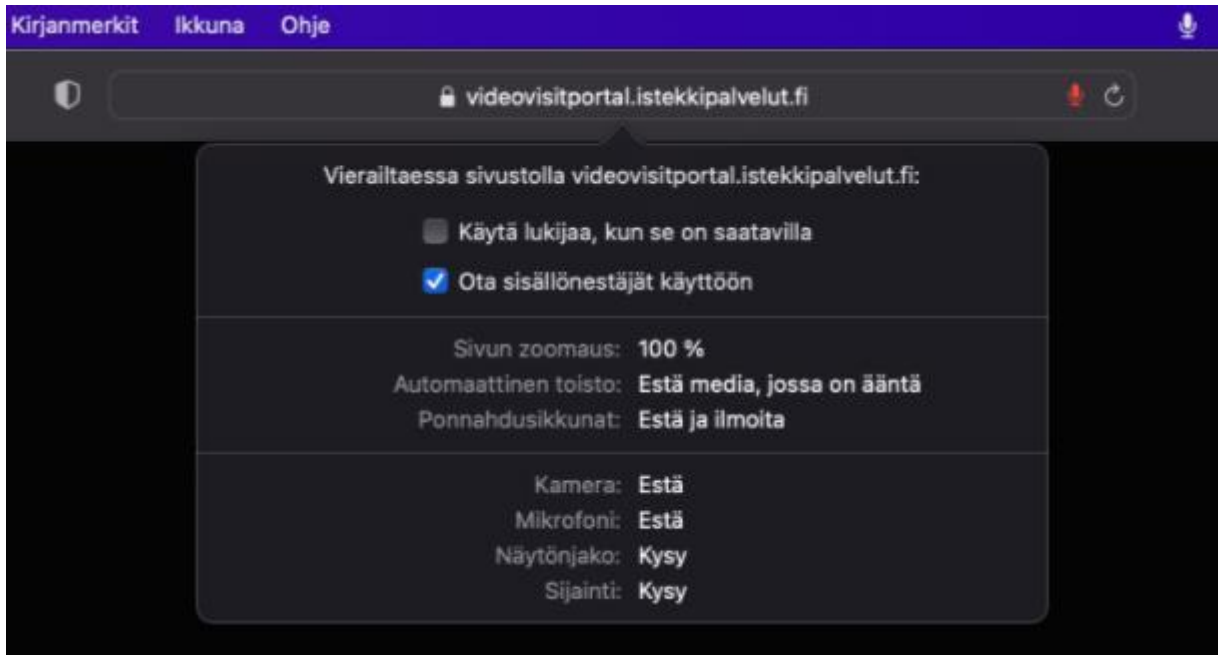 Kirjanmerkit Ikkuna Ohje
videovisitportal.istekkipalvelut.fi
Vierailtaessa sivustolla videovisitportal.istekkipalvelut.fi:
Käytä lukijaa, kun se on saatavilla
Ota sisällönestäjät käyttöön
Sivun zoomaus: 100 %
Automaattinen toisto: Estä media, jossa on ääntä
Ponnahdusikkunat: Estä ja ilmoita
Kamera: Estä
Mikrofoni: Estä
Näytönjako: Kysy
Sijainti: Kysy